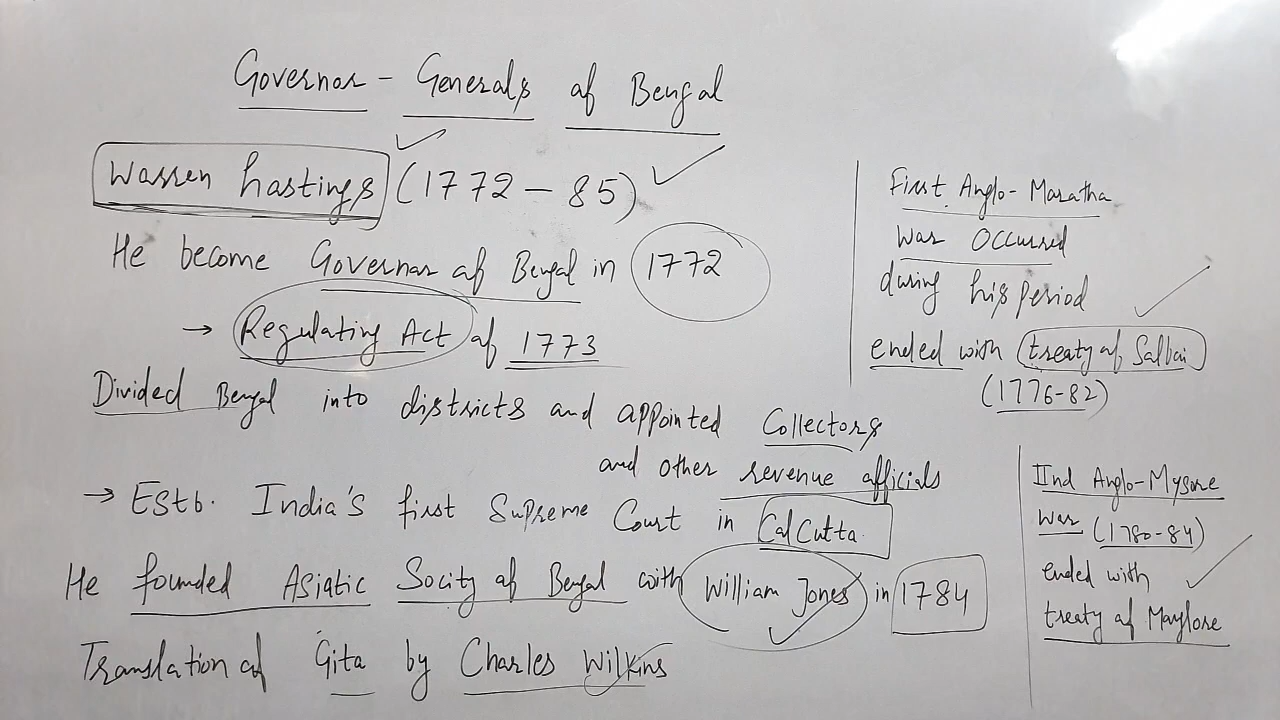 Governor - Generals of Bengal
Warren hastings (1772 - 85)
He become Governor of Bengal in 1772
→ Regulating Act of 1773
Divided Bengal into districts and appointed Collectors
and other revenue officials
→ Estb. India's first Supreme Court in Calcutta.
He founded Asiatic Socity of Bengal with William Jones in 1784
Translation of Gita by Charles Wilkins
First Anglo-Maratha
War Occurred
during his period
ended with treaty of Salbai
(1776-82)
IInd Anglo-Mysore
War (1780-84)
ended with
treaty of Maglore